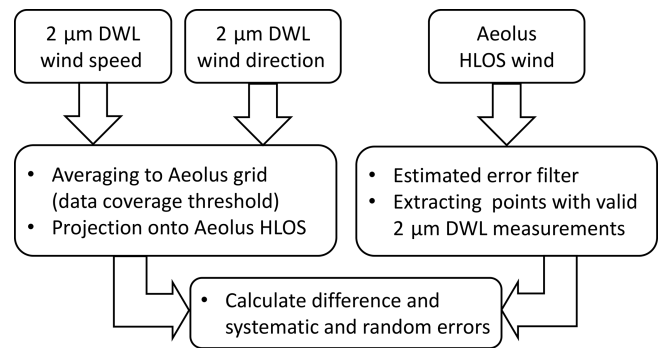 2 µm DWL
wind speed
2 µm DWL
wind direction
Aeolus
HLOS wind
• Averaging to Aeolus grid
(data coverage threshold)
• Projection onto Aeolus HLOS
• Estimated error filter
• Extracting points with valid
2 µm DWL measurements
• Calculate difference and
systematic and random errors